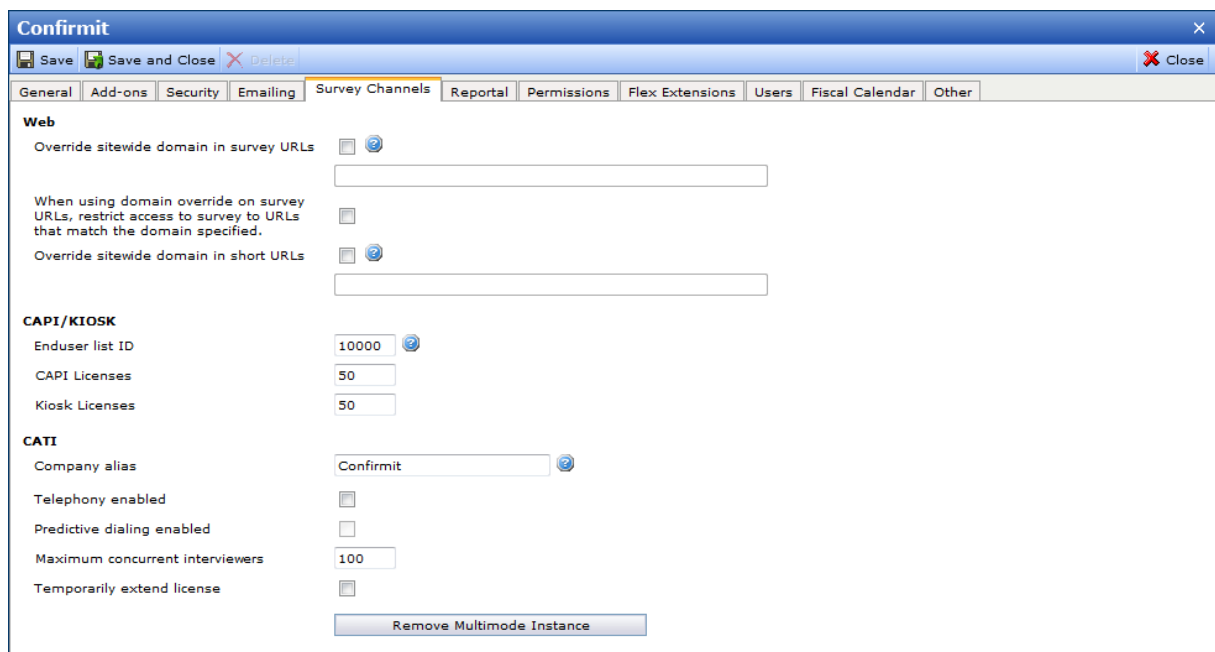 Confirmit
Save Save and Close Delete Close
General Add-ons Security Emailing Survey Channels Reportal Permissions Flex Extensions Users Fiscal Calendar Other
Web
Override sitewide domain in survey URLs
When using domain override on survey
URLs, restrict access to survey to URLs
that match the domain specified.
Override sitewide domain in short URLs
CAPI/KIOSK
Enduser list ID 10000
CAPI Licenses 50
Kiosk Licenses 50
CATI
Company alias Confirmit
Telephony enabled
Predictive dialing enabled
Maximum concurrent interviewers 100
Temporarily extend license
Remove Multimode Instance